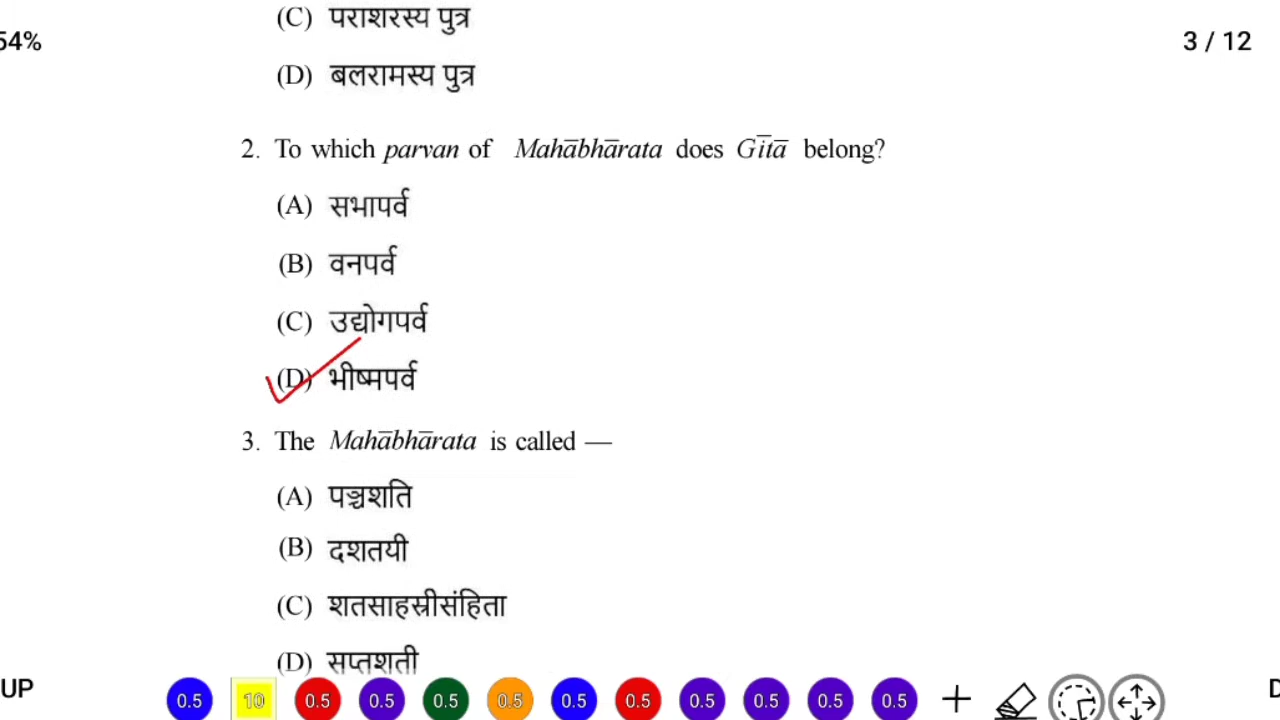 (C) पराशरस्य पुत्र
54%
3 / 12
(D) बलरामस्य पुत्र
2. To which parvan of Mahābhārata does Gītā belong?
(A) सभापर्व
(B) वनपर्व
(C) उद्योगपर्व
(D) भीष्मपर्व
3. The Mahābhārata is called —
(A) पञ्चशति
(B) दशतयी
(C) शतसाहस्रीसंहिता
(D) सप्तशती
UP
0.5 10 0.5 0.5 0.5 0.5 0.5 0.5 0.5 0.5 0.5 0.5